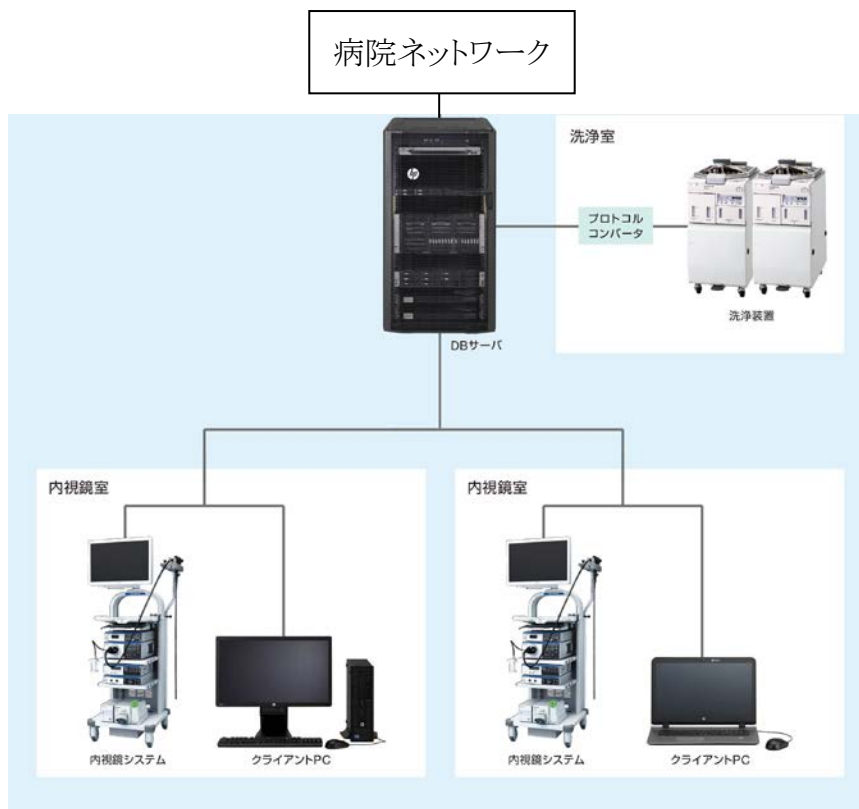 病院ネットワーク
洗浄室
プロトコル
コンバータ
洗浄装置
DBサーバ
内視鏡室
内視鏡システム
クライアントPC
内視鏡室
内視鏡システム
クライアントPC